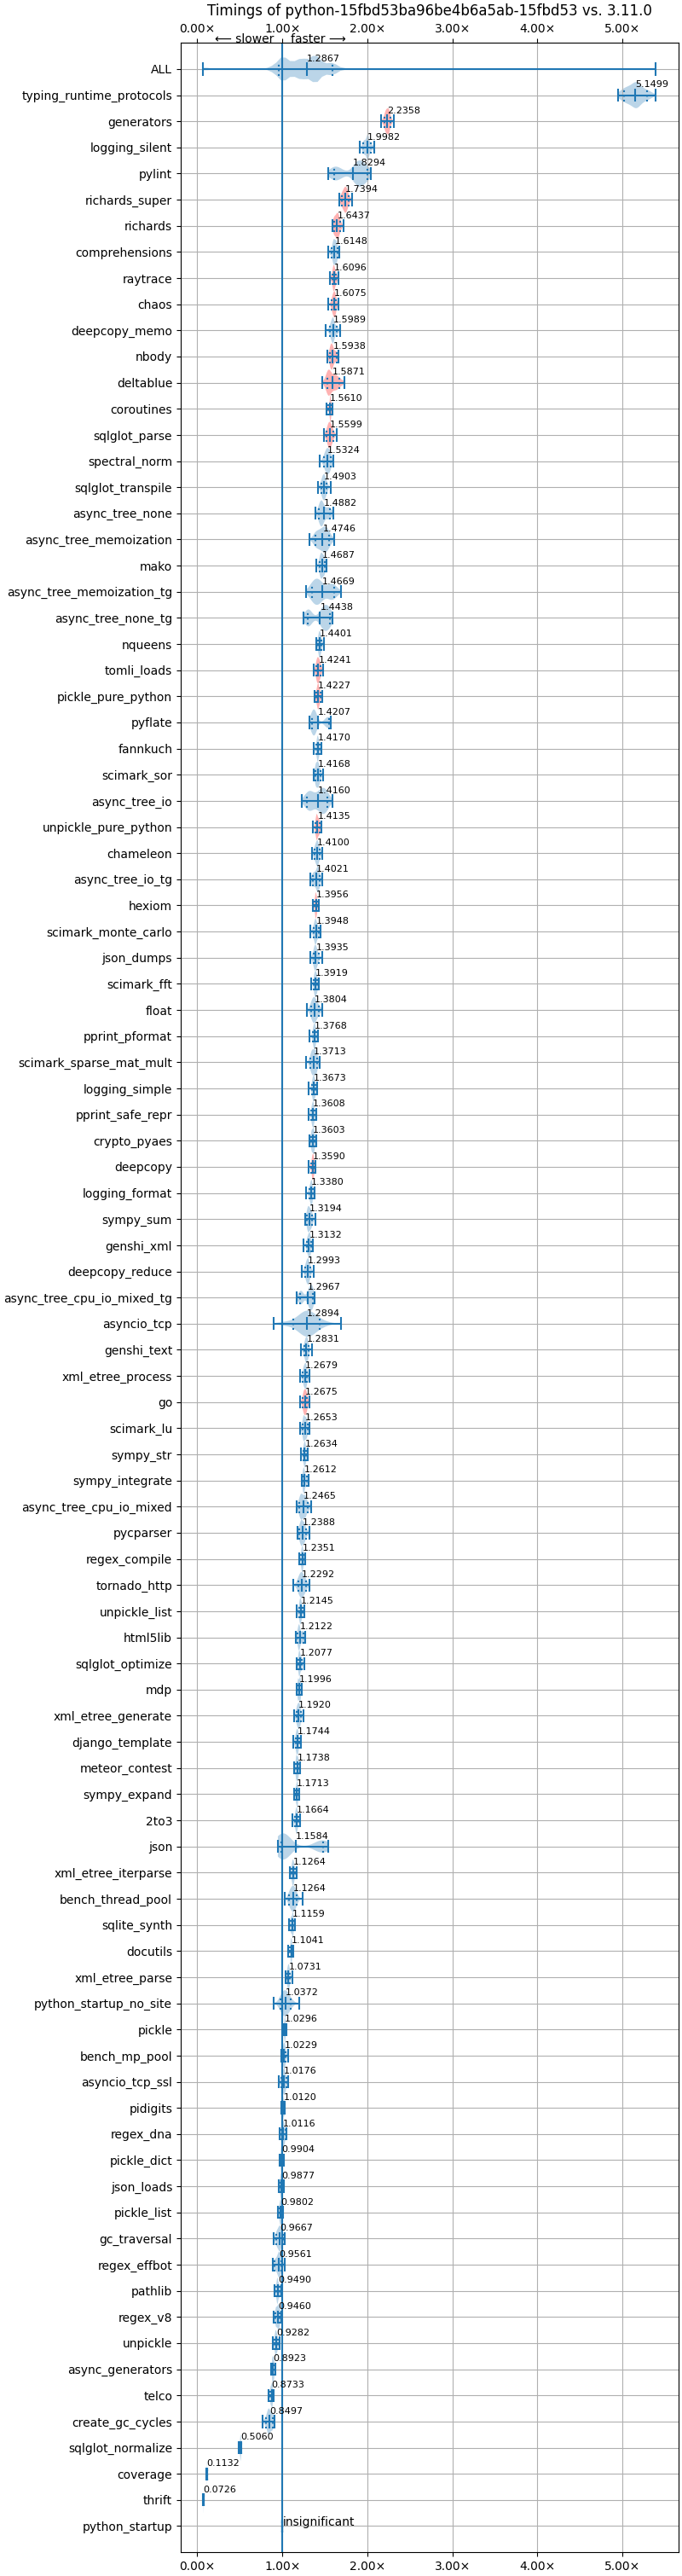 Timings of python-15fbd53ba96be4b6a5ab-15fbd53 vs. 3.11.0
0.00× 1.00× 2.00× 3.00× 4.00× 5.00×
⟵ slower faster ⟶
ALL 1.2867
typing_runtime_protocols 5.1499
generators 2.2358
logging_silent 1.9982
pylint 1.8294
richards_super 1.7394
richards 1.6437
comprehensions 1.6148
raytrace 1.6096
chaos 1.6075
deepcopy_memo 1.5989
nbody 1.5938
deltablue 1.5871
coroutines 1.5610
sqlglot_parse 1.5599
spectral_norm 1.5324
sqlglot_transpile 1.4903
async_tree_none 1.4882
async_tree_memoization 1.4746
mako 1.4687
async_tree_memoization_tg 1.4669
async_tree_none_tg 1.4438
nqueens 1.4401
tomli_loads 1.4241
pickle_pure_python 1.4227
pyflate 1.4207
fannkuch 1.4170
scimark_sor 1.4168
async_tree_io 1.4160
unpickle_pure_python 1.4135
chameleon 1.4100
async_tree_io_tg 1.4021
hexiom 1.3956
scimark_monte_carlo 1.3948
json_dumps 1.3935
scimark_fft 1.3919
float 1.3804
pprint_pformat 1.3768
scimark_sparse_mat_mult 1.3713
logging_simple 1.3673
pprint_safe_repr 1.3608
crypto_pyaes 1.3603
deepcopy 1.3590
logging_format 1.3380
sympy_sum 1.3194
genshi_xml 1.3132
deepcopy_reduce 1.2993
async_tree_cpu_io_mixed_tg 1.2967
asyncio_tcp 1.2894
genshi_text 1.2831
xml_etree_process 1.2679
go 1.2675
scimark_lu 1.2653
sympy_str 1.2634
sympy_integrate 1.2612
async_tree_cpu_io_mixed 1.2465
pycparser 1.2388
regex_compile 1.2351
tornado_http 1.2292
unpickle_list 1.2145
html5lib 1.2122
sqlglot_optimize 1.2077
mdp 1.1996
xml_etree_generate 1.1920
django_template 1.1744
meteor_contest 1.1738
sympy_expand 1.1713
2to3 1.1664
json 1.1584
xml_etree_iterparse 1.1264
bench_thread_pool 1.1264
sqlite_synth 1.1159
docutils 1.1041
xml_etree_parse 1.0731
python_startup_no_site 1.0372
pickle 1.0296
bench_mp_pool 1.0229
asyncio_tcp_ssl 1.0176
pidigits 1.0120
regex_dna 1.0116
pickle_dict 0.9904
json_loads 0.9877
pickle_list 0.9802
gc_traversal 0.9667
regex_effbot 0.9561
pathlib 0.9490
regex_v8 0.9460
unpickle 0.9282
async_generators 0.8923
telco 0.8733
create_gc_cycles 0.8497
sqlglot_normalize 0.5060
coverage 0.1132
thrift 0.0726
python_startup insignificant
0.00× 1.00× 2.00× 3.00× 4.00× 5.00×